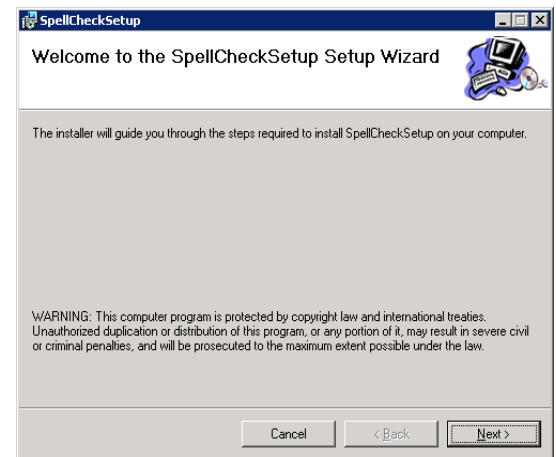 SpellCheckSetup
Welcome to the SpellCheckSetup Setup Wizard
The installer will guide you through the steps required to install SpellCheckSetup on your computer.
WARNING: This computer program is protected by copyright law and international treaties.
Unauthorized duplication or distribution of this program, or any portion of it, may result in severe civil
or criminal penalties, and will be prosecuted to the maximum extent possible under the law.
Cancel < Back Next >